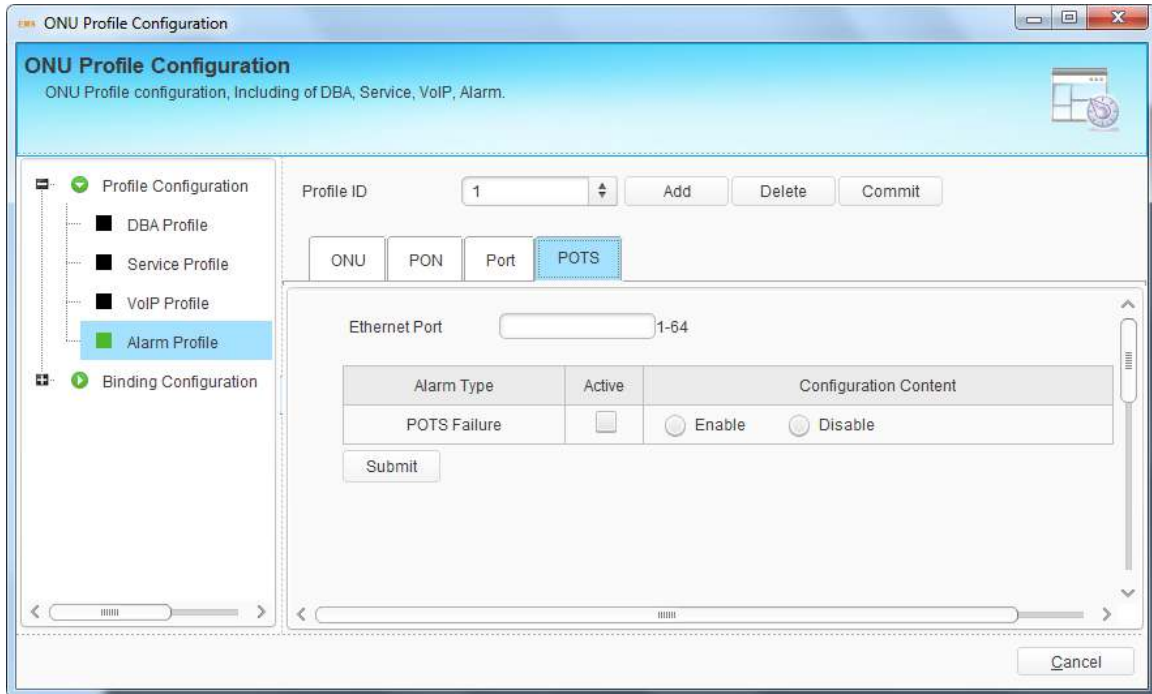 EMS ONU Profile Configuration
ONU Profile Configuration
ONU Profile configuration, Including of DBA, Service, VoIP, Alarm.
Profile Configuration
DBA Profile
Service Profile
VoIP Profile
Alarm Profile
Binding Configuration
Profile ID 1 Add Delete Commit
ONU PON Port POTS
Ethernet Port 1-64
Alarm Type Active Configuration Content
POTS Failure Enable Disable
Submit
Cancel